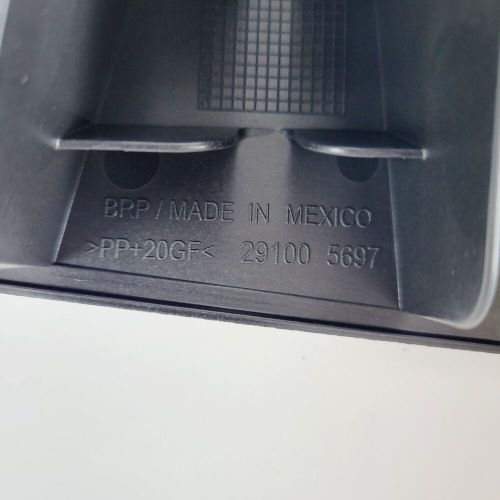 BRP / MADE IN MEXICO
>PP+20GF< 29100 5697